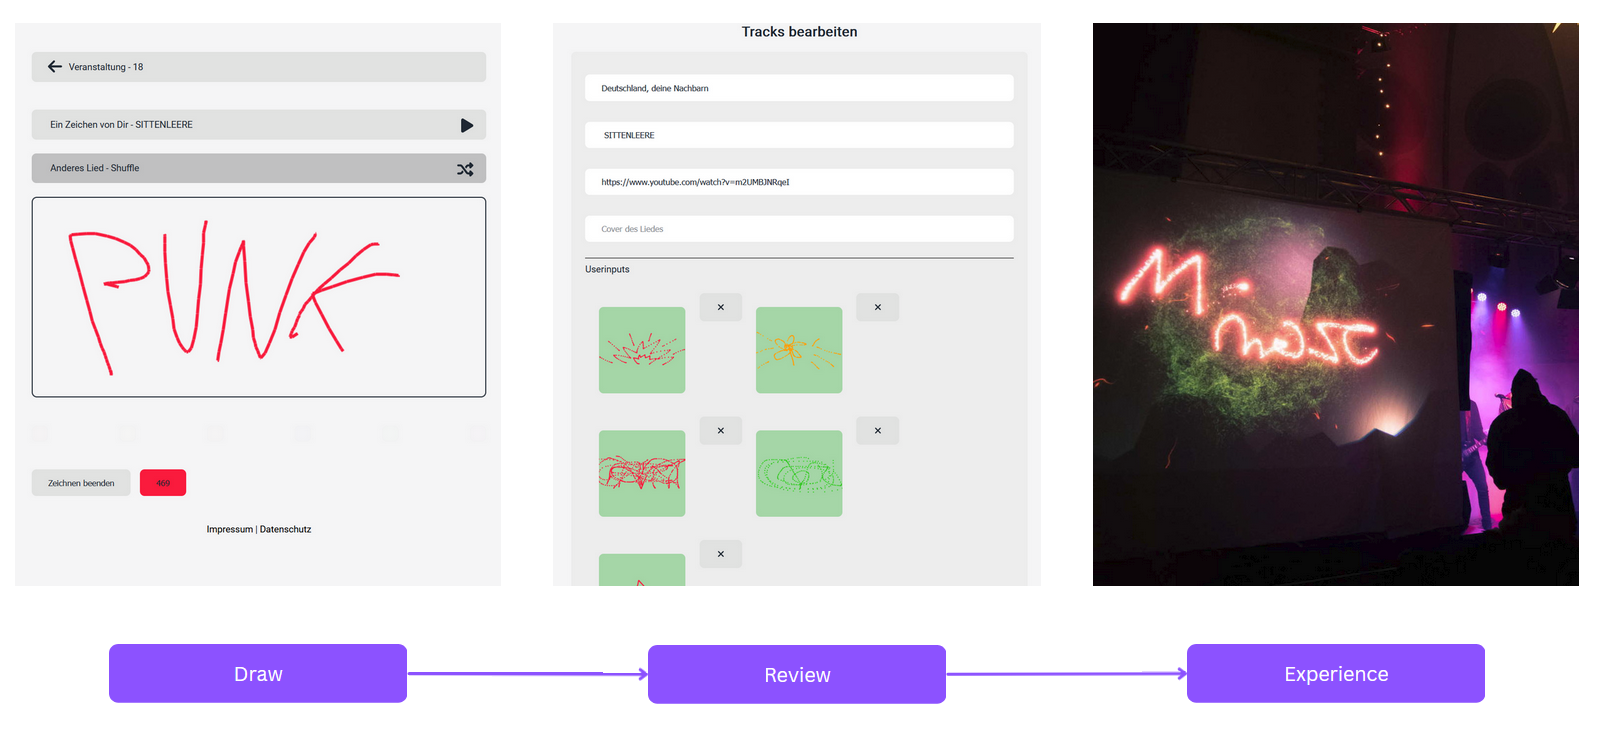 Veranstaltung - 18
Ein Zeichen von Dir - SITTENLEERE
Anderes Lied - Shuffle
PUNK
Zeichnen beenden
469
Impressum | Datenschutz
Tracks bearbeiten
Deutschland, deine Nachbarn
SITTENLEERE
https://www.youtube.com/watch?v=m2UMBJNRqeI
Cover des Liedes
Userinputs
Draw
Review
Experience